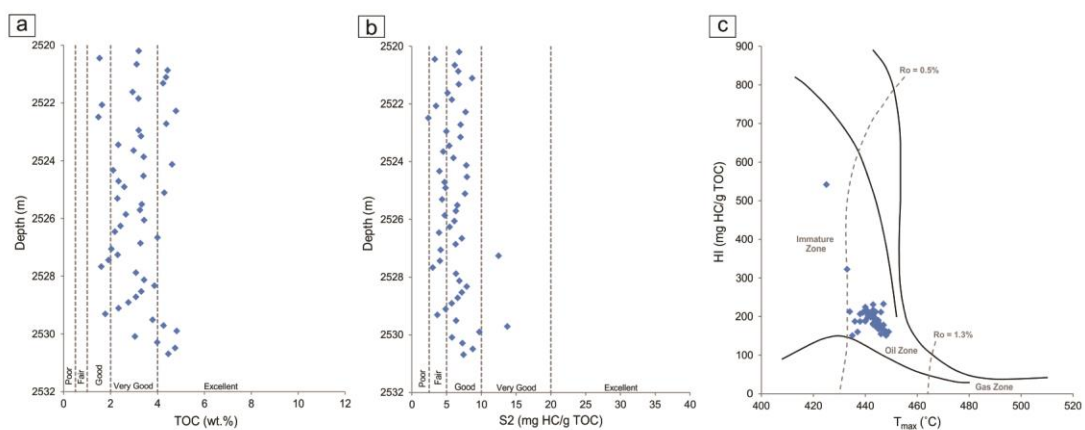 a
2520
2522
2524
2526
2528
2530
2532
Depth (m)
Poor
Fair
Good
Very Good
Excellent
0 2 4 6 8 10 12
TOC (wt.%)
b
2520
2522
2524
2526
2528
2530
2532
Depth (m)
Poor
Fair
Good
Very Good
Excellent
0 5 10 15 20 25 30 35 40
S2 (mg HC/g TOC)
c
900
800
700
600
500
400
300
200
100
0
HI (mg HC/g TOC)
Ro = 0.5%
Immature
Zone
Ro = 1.3%
Oil Zone
Gas Zone
400 420 440 460 480 500 520
Tmax (˚C)